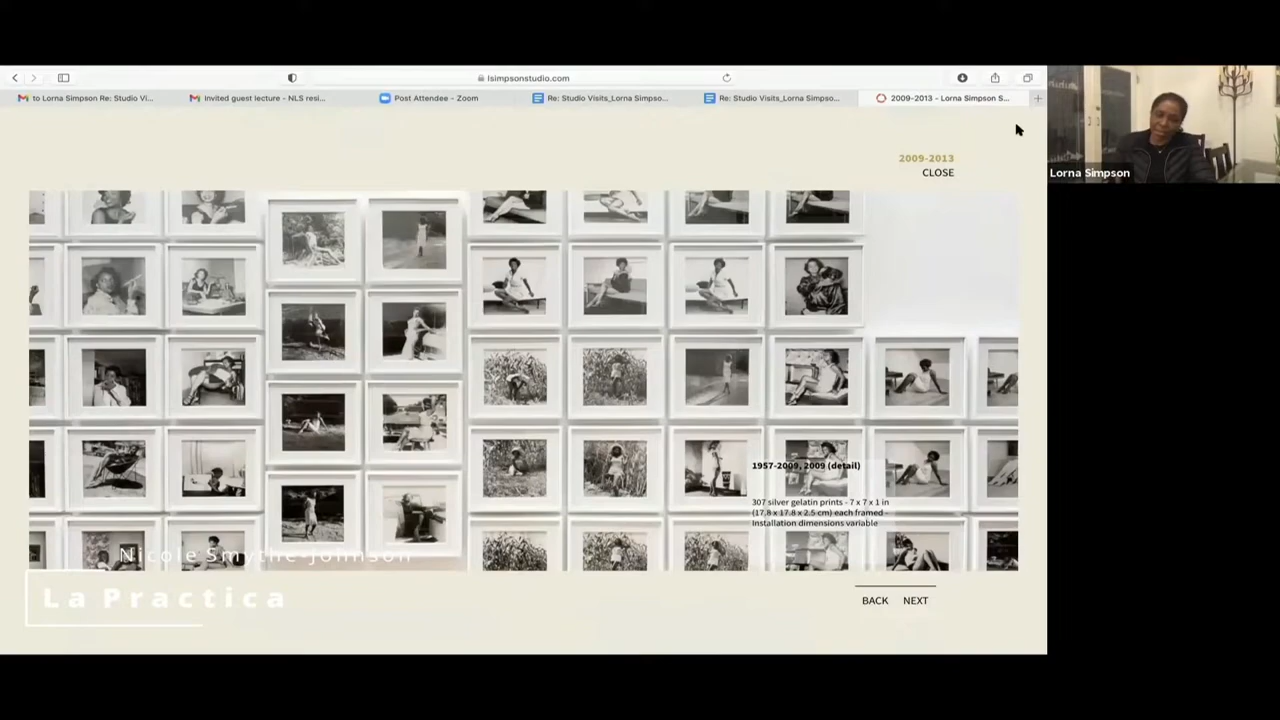 lsimpsonstudio.com
to Lorna Simpson Re: Studio Vi...
Invited guest lecture - NLS resi...
Post Attendee - Zoom
Re: Studio Visits_Lorna Simpso...
Re: Studio Visits_Lorna Simpso...
2009-2013 - Lorna Simpson S...
2009-2013
CLOSE
Lorna Simpson
1957-2009, 2009 (detail)
307 silver gelatin prints - 7 x 7 x 1 in
(17.8 x 17.8 x 2.5 cm) each framed -
Installation dimensions variable
Nicole Smythe-Johnson
La Practica
BACK
NEXT